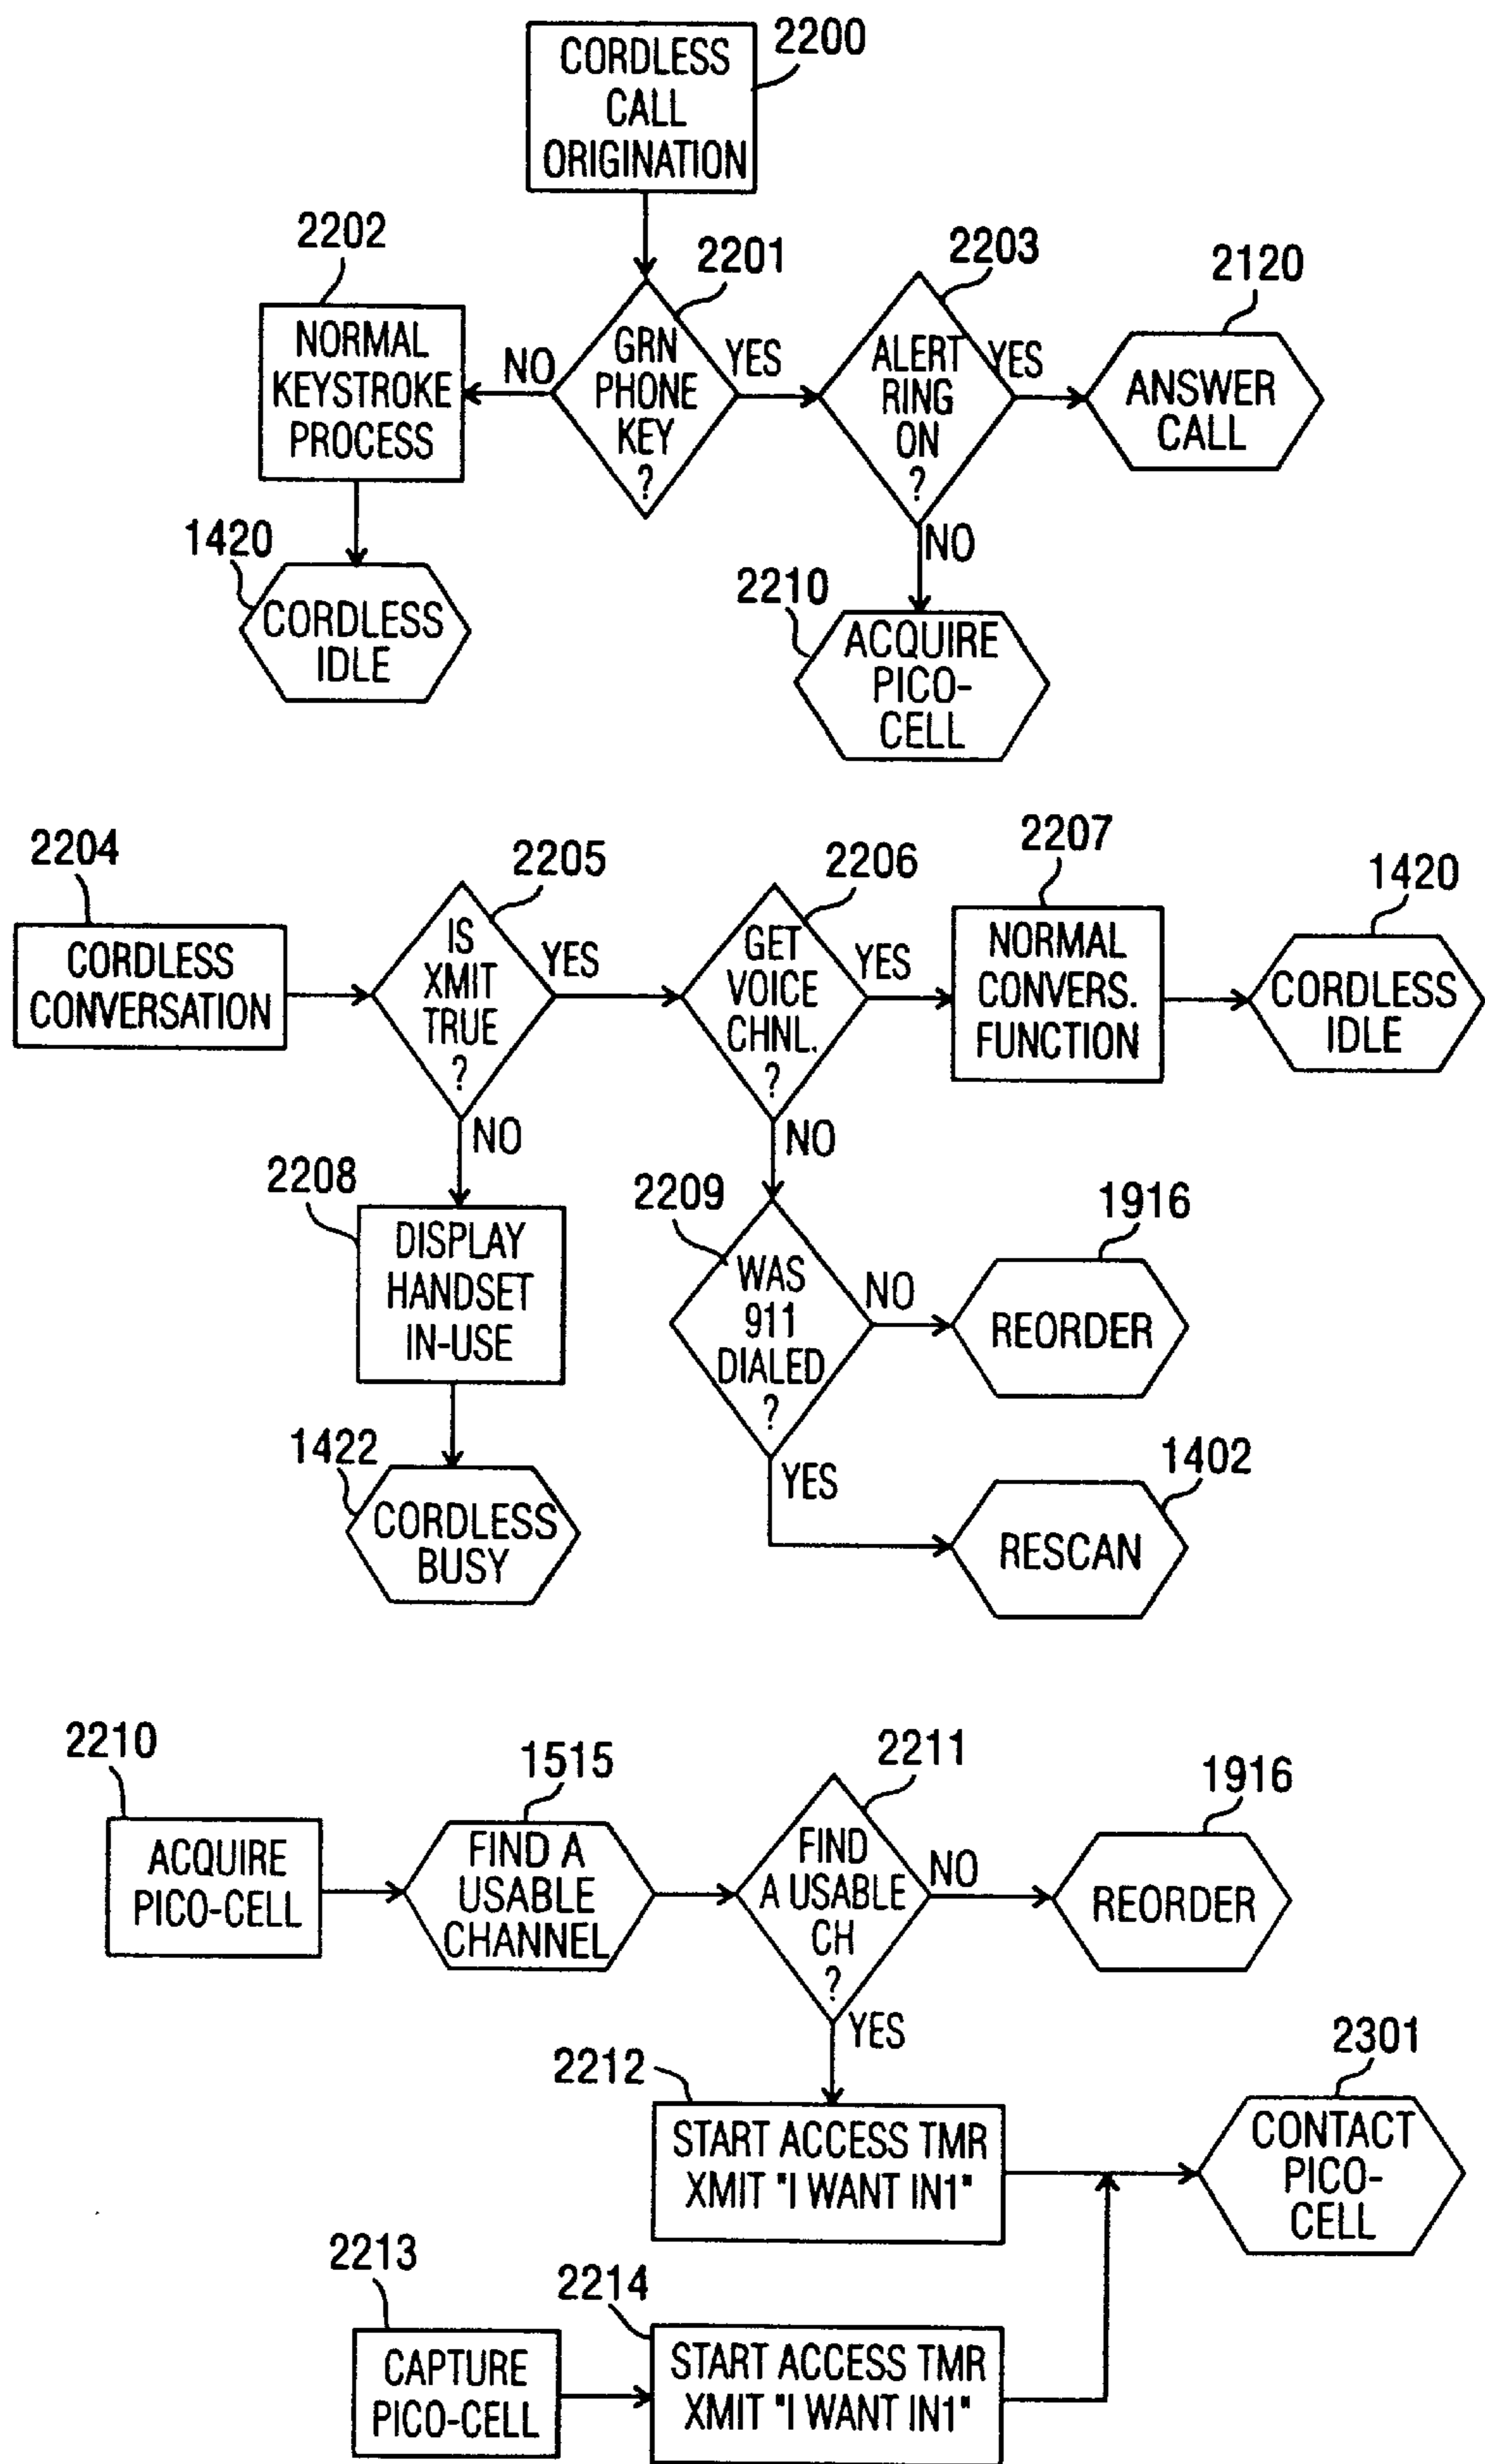 2200
CORDLESS
CALL
ORIGINATION
2202
2201
2203
2120
NORMAL
KEYSTROKE
PROCESS
NO
GRN
PHONE
KEY
?
YES
ALERT
RING
ON
?
YES
ANSWER
CALL
NO
1420
CORDLESS
IDLE
2210
ACQUIRE
PICO-
CELL
2204
2205
2206
2207
1420
CORDLESS
CONVERSATION
IS
XMIT
TRUE
?
YES
GET
VOICE
CHNL.
?
YES
NORMAL
CONVERS.
FUNCTION
CORDLESS
IDLE
NO
NO
2208
DISPLAY
HANDSET
IN-USE
2209
WAS
911
DIALED
?
NO
1916
REORDER
YES
1422
CORDLESS
BUSY
1402
RESCAN
2210
1515
2211
1916
ACQUIRE
PICO-CELL
FIND A
USABLE
CHANNEL
FIND
A USABLE
CH
?
NO
REORDER
YES
2212
START ACCESS TMR
XMIT "I WANT IN1"
2301
CONTACT
PICO-
CELL
2213
CAPTURE
PICO-CELL
2214
START ACCESS TMR
XMIT "I WANT IN1"